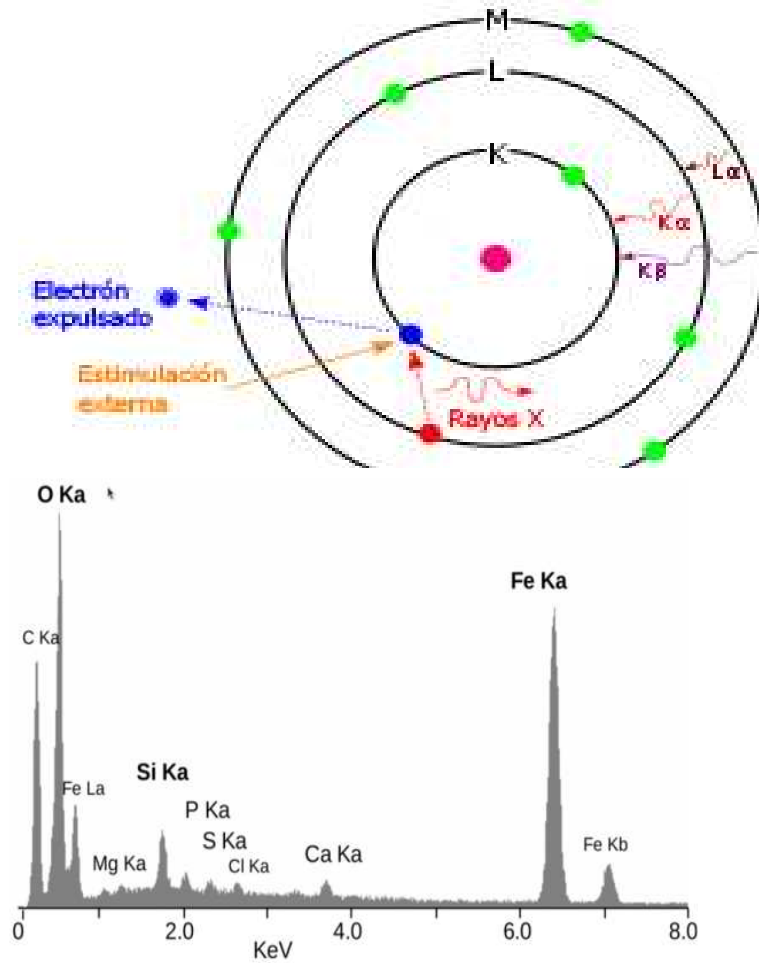 M
L
K
Lα
Kα
Kβ
Electrón
expulsado
Estimulación
externa
Rayos X
O Ka
Fe Ka
C Ka
Fe La
Si Ka
P Ka
S Ka
Mg Ka
Cl Ka
Ca Ka
Fe Kb
0 2.0 4.0 6.0 8.0
KeV